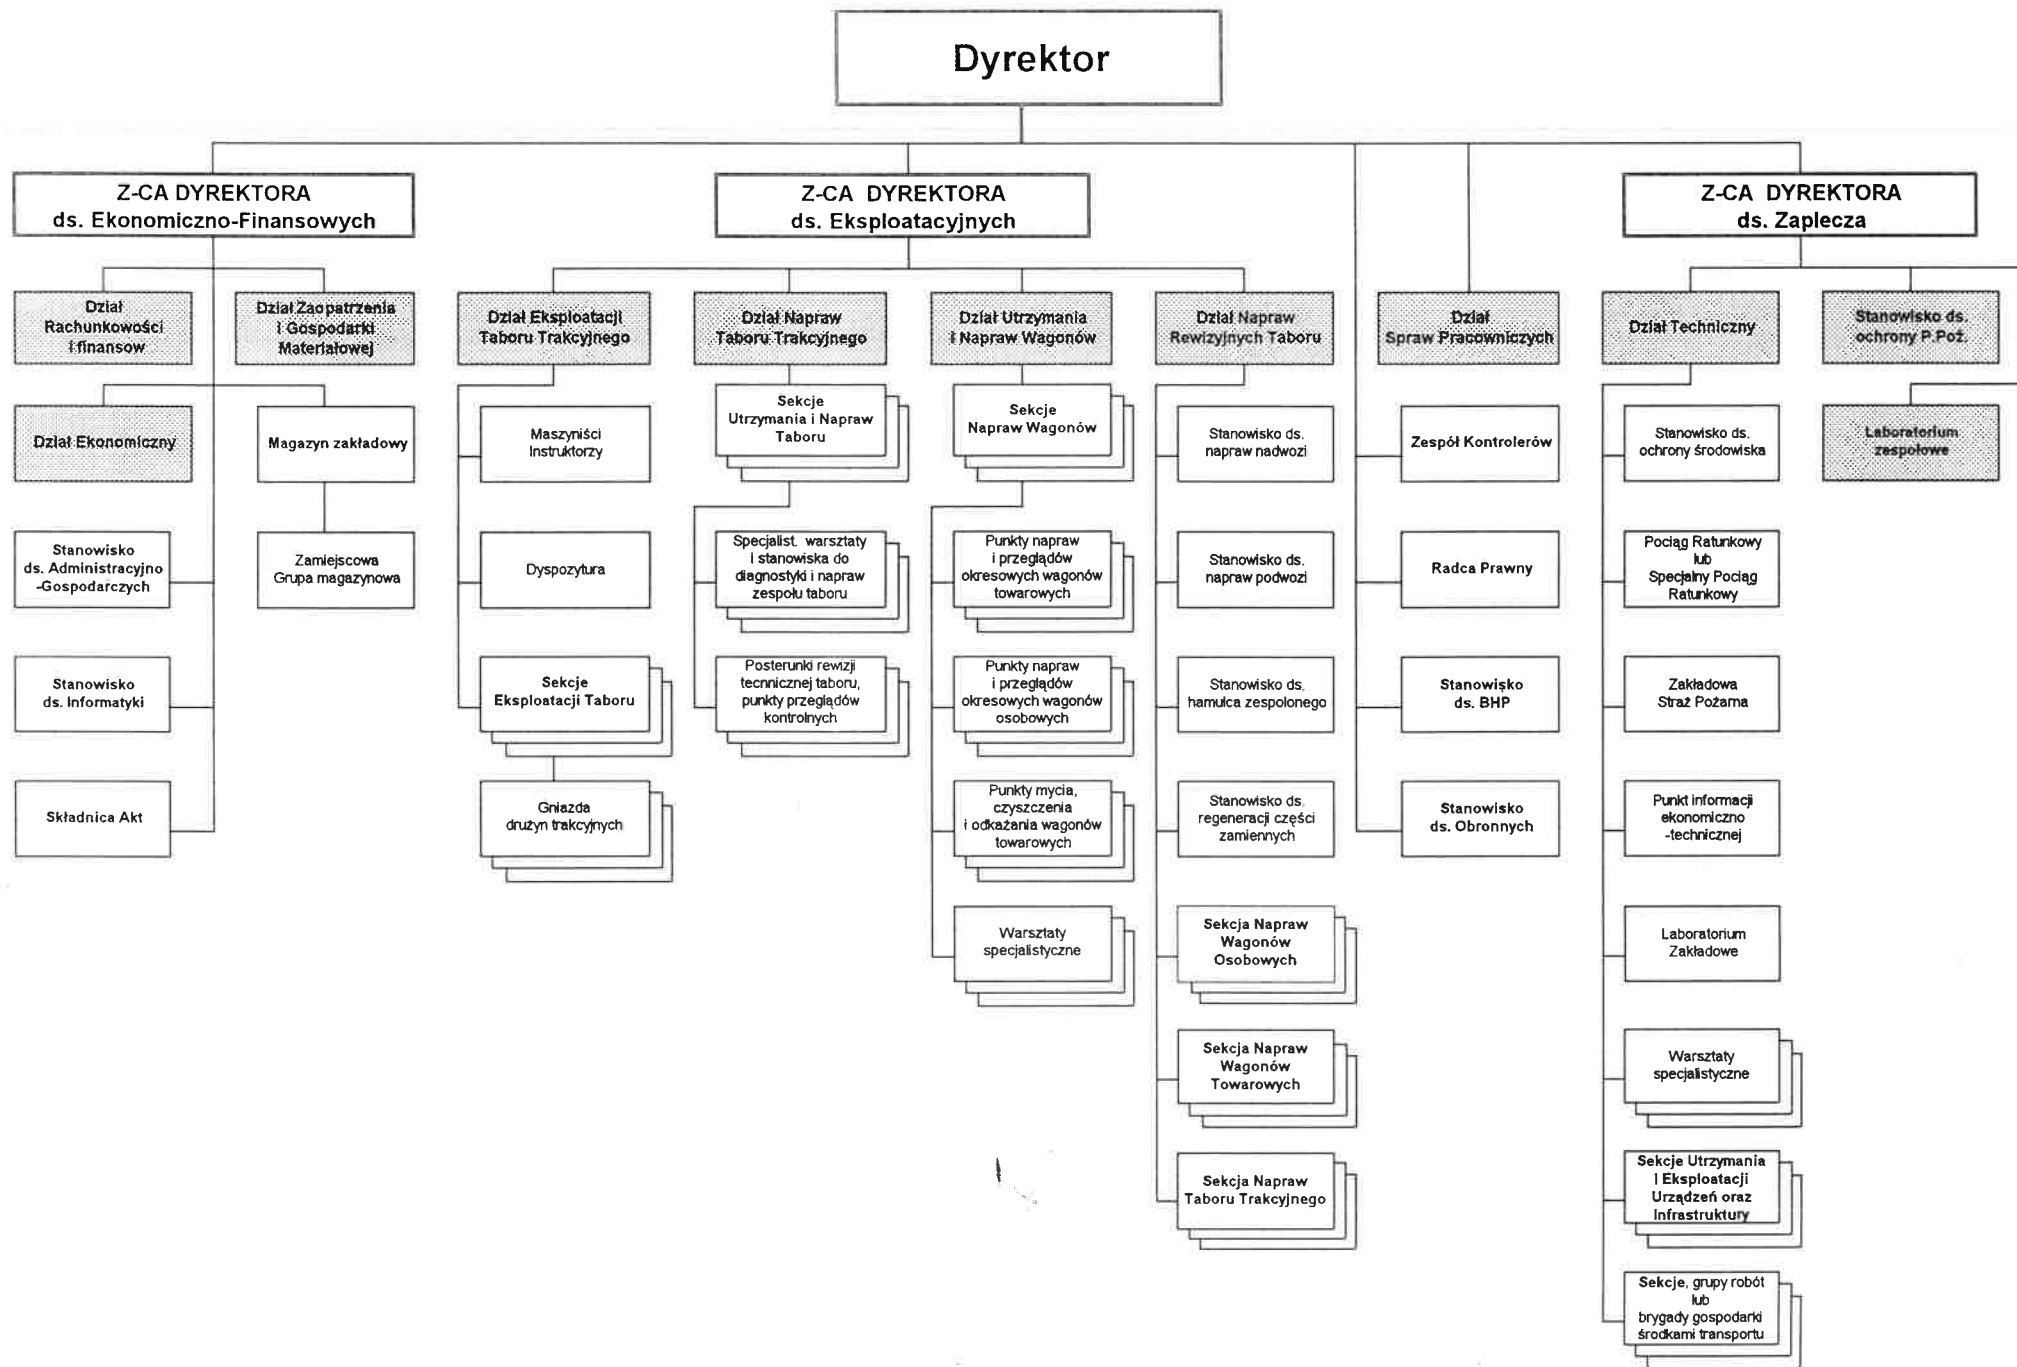 Dyrektor
Z-CA DYREKTORA
ds. Ekonomiczno-Finansowych
Z-CA DYREKTORA
ds. Eksploatacyjnych
Z-CA DYREKTORA
ds. Zaplecza
Dział
Rachunkowości
i finansow
Dział Zaopatrzenia
i Gospodarki
Materiałowej
Dział Eksploatacji
Taboru Trakcyjnego
Dział Napraw
Taboru Trakcyjnego
Dział Utrzymania
i Napraw Wagonów
Dział Napraw
Rewizyjnych Taboru
Dział
Spraw Pracowniczych
Dział Techniczny
Stanowisko ds.
ochrony P.Poż.
Dział Ekonomiczny
Magazyn zakładowy
Maszyniści
Instruktorzy
Sekcje
Utrzymania i Napraw
Taboru
Sekcje
Napraw Wagonów
Stanowisko ds.
napraw nadwozi
Zespół Kontrolerów
Stanowisko ds.
ochrony środowiska
Laboratorium
zespołowe
Stanowisko
ds. Administracyjno
-Gospodarczych
Zamiejscowa
Grupa magazynowa
Dyspozytura
Specjalist. warsztaty
i stanowiska do
diagnostyki i napraw
zespołu taboru
Punkty napraw
i przeglądów
okresowych wagonów
towarowych
Stanowisko ds.
napraw podwozi
Radca Prawny
Pociąg Ratunkowy
lub
Specjalny Pociąg
Ratunkowy
Stanowisko
ds. Informatyki
Sekcje
Eksploatacji Taboru
Posterunki rewizji
tecnnicznej taboru,
punkty przeglądów
kontrolnych
Punkty napraw
i przeglądów
okresowych wagonów
osobowych
Stanowisko ds.
hamulca zespolonego
Stanowisko
ds. BHP
Zakładowa
Straż Pożarna
Składnica Akt
Gniazda
drużyn trakcyjnych
Punkty mycia,
czyszczenia
i odkażania wagonów
towarowych
Stanowisko ds.
regeneracji części
zamiennych
Stanowisko
ds. Obronnych
Punkt informacji
ekonomiczno
-technicznej
Warsztaty
specjalistyczne
Sekcja Napraw
Wagonów
Osobowych
Laboratorium
Zakładowe
Sekcja Napraw
Wagonów
Towarowych
Warsztaty
specjalistyczne
Sekcja Napraw
Taboru Trakcyjnego
Sekcje Utrzymania
i Eksploatacji
Urządzeń oraz
Infrastruktury
Sekcje, grupy robót
lub
brygady gospodarki
środkami transportu